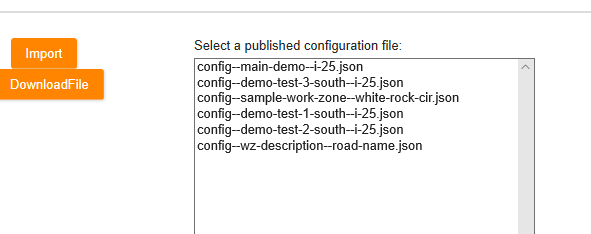 Select a published configuration file:
Import
DownloadFile
config--main-demo--i-25.json
config--demo-test-3-south--i-25.json
config--sample-work-zone--white-rock-cir.json
config--demo-test-1-south--i-25.json
config--demo-test-2-south--i-25.json
config--wz-description--road-name.json